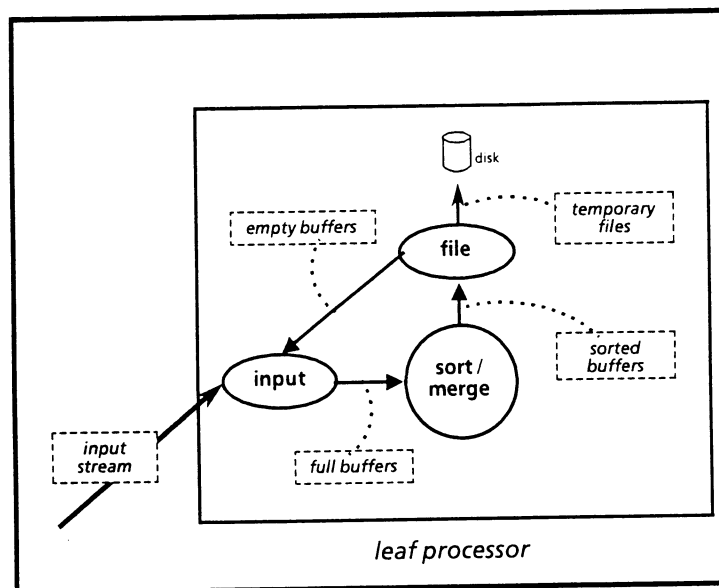 disk
empty buffers
temporary
files
file
sorted
buffers
input
sort /
merge
input
stream
full buffers
leaf processor